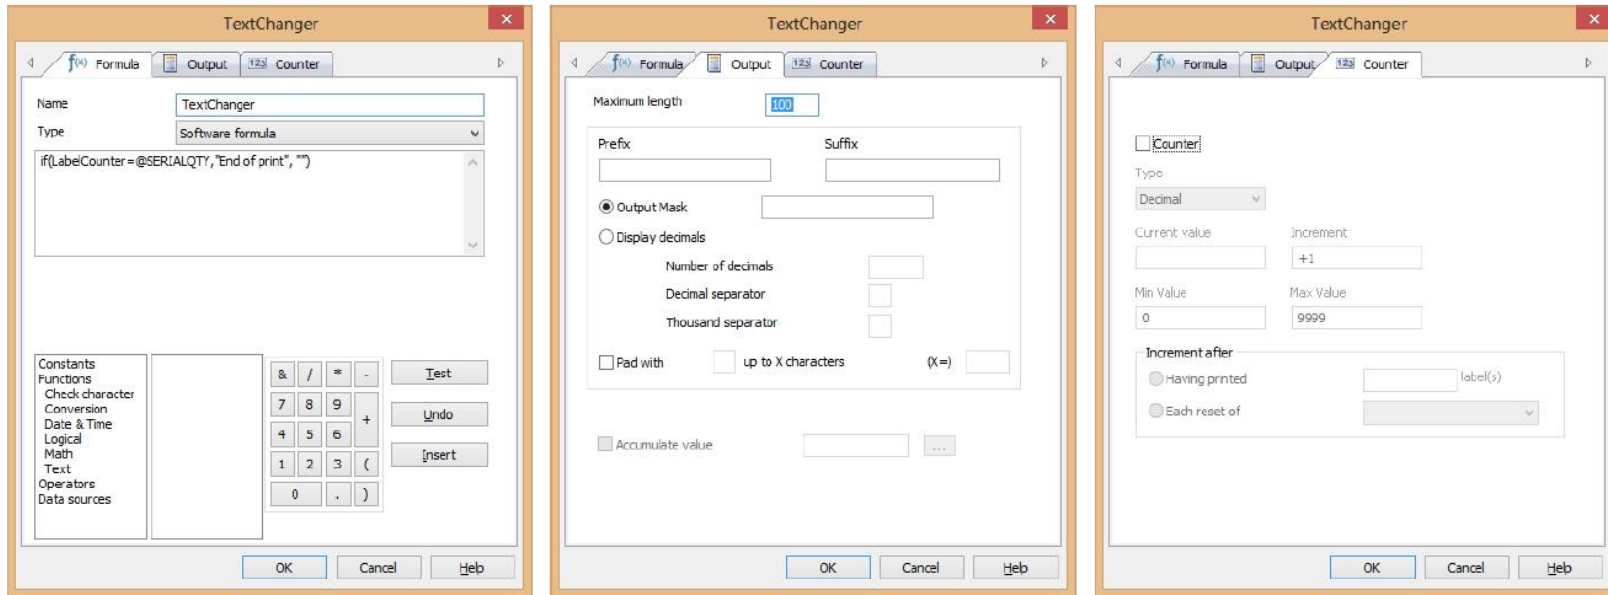 TextChanger
f(x) Formula Output 123 Counter
Name TextChanger
Type Software formula
if(LabelCounter=@SERIALQTY,"End of print", "")
Constants
Functions
Check character
Conversion
Date & Time
Logical
Math
Text
Operators
Data sources
& / * -
7 8 9 +
4 5 6
1 2 3 (
0 . )
Test
Undo
Insert
OK Cancel Help
TextChanger
f(x) Formula Output 123 Counter
Maximum length 100
Prefix Suffix
Output Mask
Display decimals
Number of decimals
Decimal separator
Thousand separator
Pad with up to X characters (X=)
Accumulate value ...
OK Cancel Help
TextChanger
f(x) Formula Output 123 Counter
Counter
Type
Decimal
Current value Increment
+1
Min Value Max Value
0 9999
Increment after
Having printed label(s)
Each reset of
OK Cancel Help